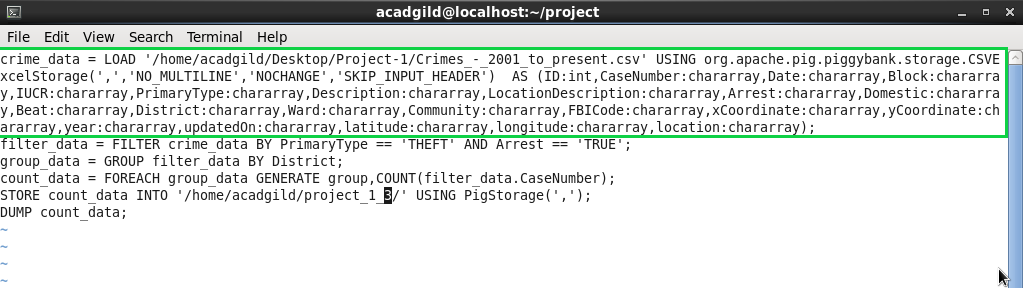 acadgild@localhost:~/project
File Edit View Search Terminal Help
crime_data = LOAD '/home/acadgild/Desktop/Project-1/Crimes_-_2001_to_present.csv' USING org.apache.pig.piggybank.storage.CSVE
xcelStorage(',','NO_MULTILINE','NOCHANGE','SKIP_INPUT_HEADER')  AS (ID:int,CaseNumber:chararray,Date:chararray,Block:chararra
y,IUCR:chararray,PrimaryType:chararray,Description:chararray,LocationDescription:chararray,Arrest:chararray,Domestic:chararra
y,Beat:chararray,District:chararray,Ward:chararray,Community:chararray,FBICode:chararray,xCoordinate:chararray,yCoordinate:ch
ararray,year:chararray,updatedOn:chararray,latitude:chararray,longitude:chararray,location:chararray);
filter_data = FILTER crime_data BY PrimaryType == 'THEFT' AND Arrest == 'TRUE';
group_data = GROUP filter_data BY District;
count_data = FOREACH group_data GENERATE group,COUNT(filter_data.CaseNumber);
STORE count_data INTO '/home/acadgild/project_1_3/' USING PigStorage(',');
DUMP count_data;
~
~
~
~